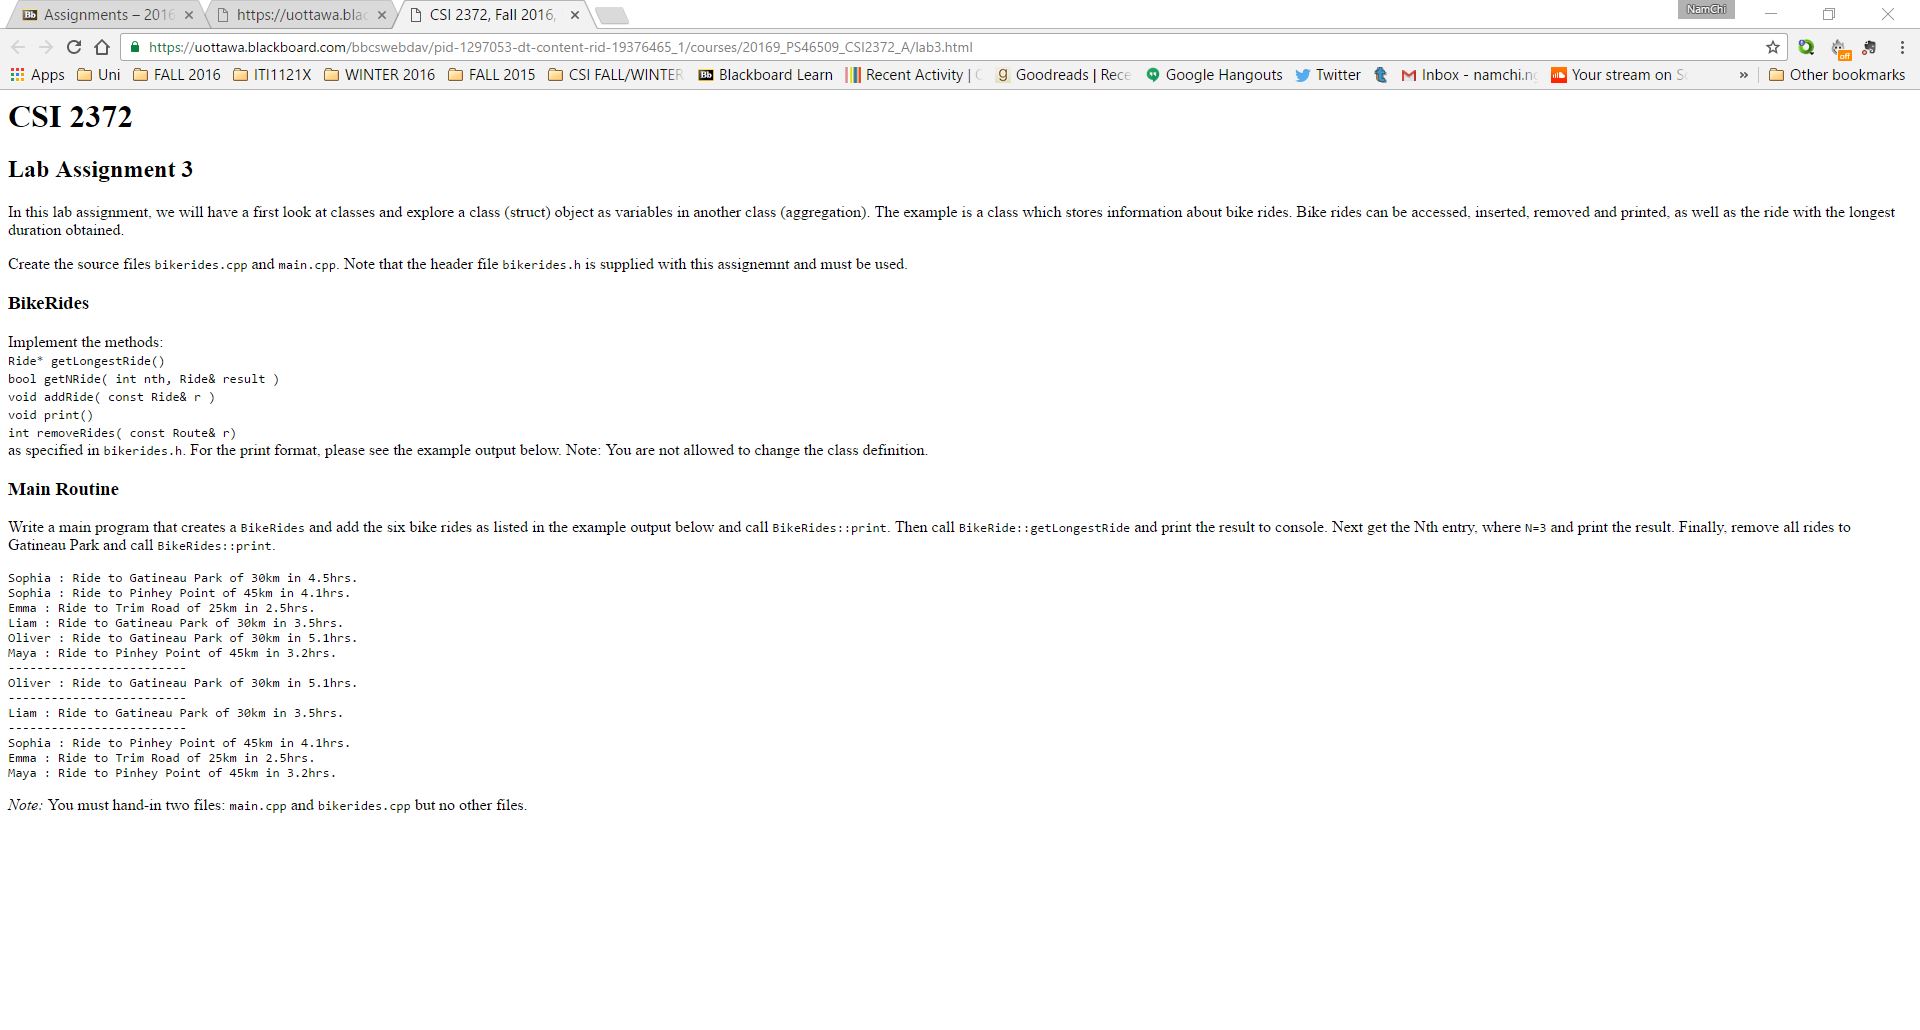 Assignments – 2016
https://uottawa.blac
CSI 2372, Fall 2016,
NamChi
https://uottawa.blackboard.com/bbcswebdav/pid-1297053-dt-content-rid-19376465_1/courses/20169_PS46509_CSI2372_A/lab3.html
off
Apps Uni FALL 2016 ITI1121X WINTER 2016 FALL 2015 CSI FALL/WINTER Bb Blackboard Learn Recent Activity | C Goodreads | Rece Google Hangouts Twitter Inbox - namchi.n Your stream on S » Other bookmarks
CSI 2372
Lab Assignment 3
In this lab assignment, we will have a first look at classes and explore a class (struct) object as variables in another class (aggregation). The example is a class which stores information about bike rides. Bike rides can be accessed, inserted, removed and printed, as well as the ride with the longest
duration obtained.
Create the source files bikerides.cpp and main.cpp. Note that the header file bikerides.h is supplied with this assignemnt and must be used.
BikeRides
Implement the methods:
Ride* getLongestRide()
bool getNRide( int nth, Ride& result )
void addRide( const Ride& r )
void print()
int removeRides( const Route& r)
as specified in bikerides.h. For the print format, please see the example output below. Note: You are not allowed to change the class definition.
Main Routine
Write a main program that creates a BikeRides and add the six bike rides as listed in the example output below and call BikeRides::print. Then call BikeRide::getLongestRide and print the result to console. Next get the Nth entry, where N=3 and print the result. Finally, remove all rides to
Gatineau Park and call BikeRides::print.
Sophia : Ride to Gatineau Park of 30km in 4.5hrs.
Sophia : Ride to Pinhey Point of 45km in 4.1hrs.
Emma : Ride to Trim Road of 25km in 2.5hrs.
Liam : Ride to Gatineau Park of 30km in 3.5hrs.
Oliver : Ride to Gatineau Park of 30km in 5.1hrs.
Maya : Ride to Pinhey Point of 45km in 3.2hrs.
-------------------------
Oliver : Ride to Gatineau Park of 30km in 5.1hrs.
-------------------------
Liam : Ride to Gatineau Park of 30km in 3.5hrs.
-------------------------
Sophia : Ride to Pinhey Point of 45km in 4.1hrs.
Emma : Ride to Trim Road of 25km in 2.5hrs.
Maya : Ride to Pinhey Point of 45km in 3.2hrs.
Note: You must hand-in two files: main.cpp and bikerides.cpp but no other files.